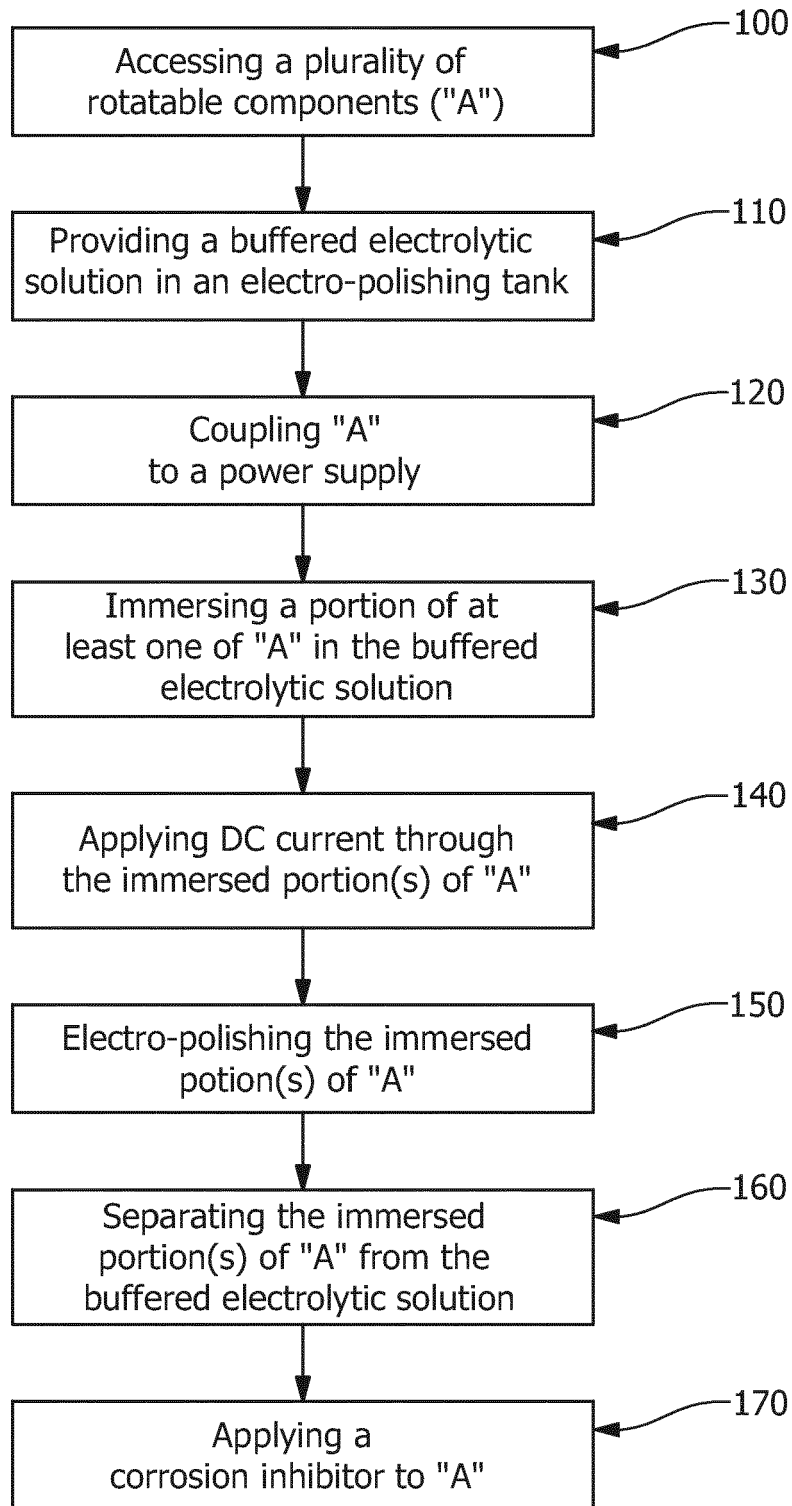 100
Accessing a plurality of
rotatable components ("A")
110
Providing a buffered electrolytic
solution in an electro-polishing tank
120
Coupling "A"
to a power supply
130
Immersing a portion of at
least one of "A" in the buffered
electrolytic solution
140
Applying DC current through
the immersed portion(s) of "A"
150
Electro-polishing the immersed
potion(s) of "A"
160
Separating the immersed
portion(s) of "A" from the
buffered electrolytic solution
170
Applying a
corrosion inhibitor to "A"